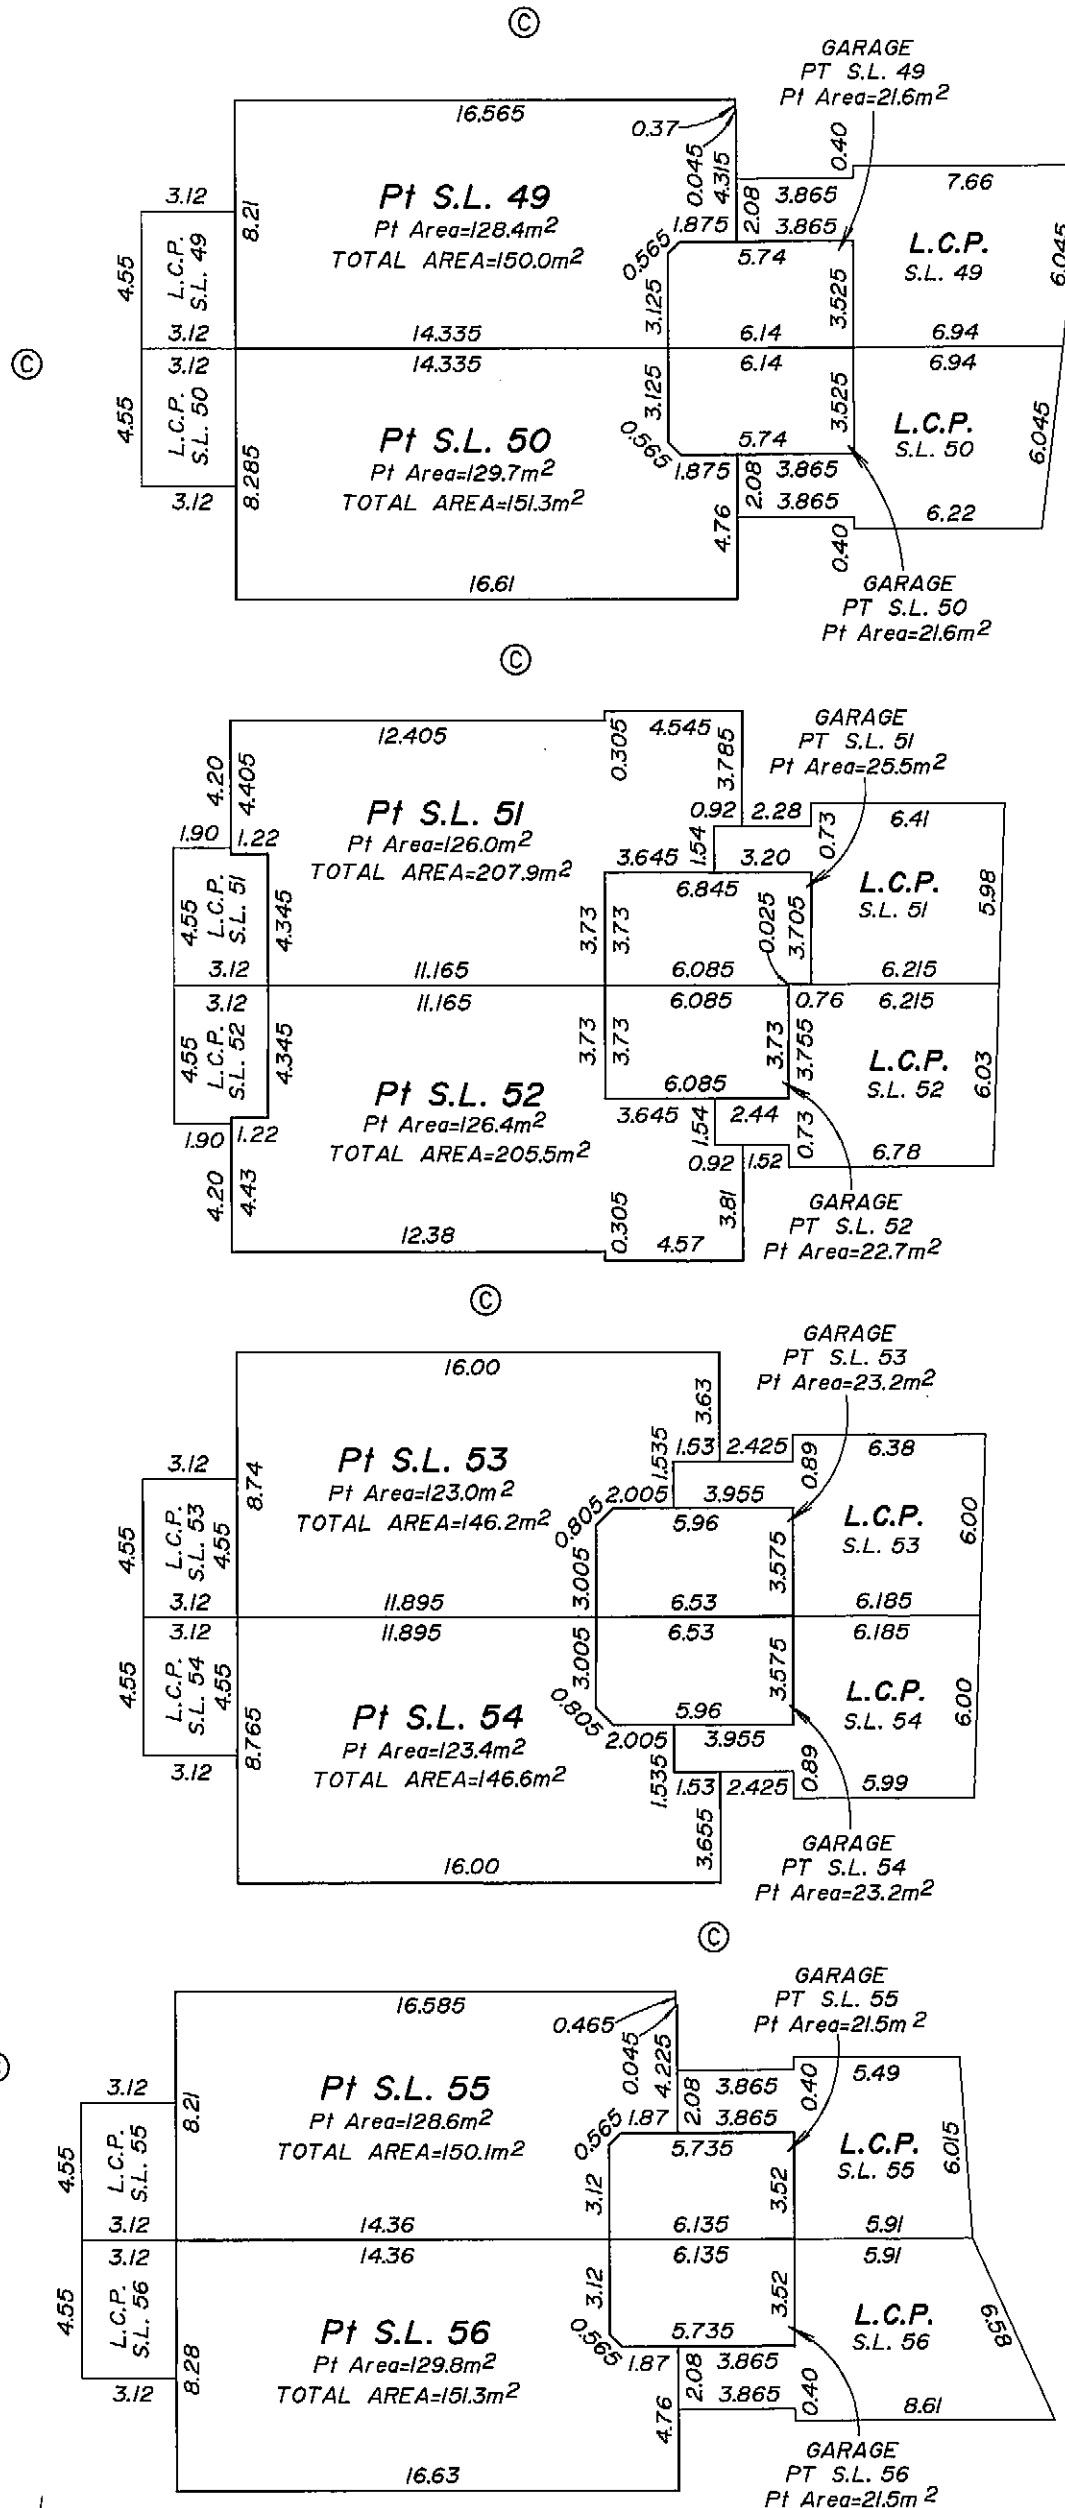 C
GARAGE
PT S.L. 49
Pt Area=21.6m²
16.565
0.37
0.045
4.315
0.40
7.66
3.12
8.21
Pt S.L. 49
Pt Area=128.4m²
TOTAL AREA=150.0m²
2.08
3.865
1.875
3.865
0.565
5.74
L.C.P.
S.L. 49
6.045
4.55
L.C.P.
S.L. 49
3.125
3.525
3.12
14.335
6.14
6.94
C
3.12
14.335
6.14
6.94
4.55
L.C.P.
S.L. 50
3.125
3.525
L.C.P.
S.L. 50
6.045
8.285
Pt S.L. 50
Pt Area=129.7m²
TOTAL AREA=151.3m²
0.565
5.74
1.875
2.08
3.865
3.865
3.12
4.76
0.40
6.22
16.61
GARAGE
PT S.L. 50
Pt Area=21.6m²
C
GARAGE
PT S.L. 51
Pt Area=25.5m²
12.405
0.305
4.545
3.785
4.20
4.405
Pt S.L. 51
Pt Area=126.0m²
TOTAL AREA=207.9m²
0.92
2.28
0.73
6.41
1.90
1.22
1.54
3.645
3.20
6.845
L.C.P.
S.L. 51
5.98
4.55
L.C.P.
S.L. 51
4.345
3.73
3.73
0.025
3.705
3.12
11.165
6.085
6.215
3.12
11.165
6.085
0.76
6.215
4.55
L.C.P.
S.L. 52
4.345
3.73
3.73
3.73
3.755
L.C.P.
S.L. 52
6.03
Pt S.L. 52
Pt Area=126.4m²
TOTAL AREA=205.5m²
6.085
3.645
1.54
2.44
0.73
1.90
1.22
0.92
1.52
6.78
4.20
4.43
3.81
12.38
0.305
4.57
GARAGE
PT S.L. 52
Pt Area=22.7m²
C
GARAGE
PT S.L. 53
Pt Area=23.2m²
16.00
3.63
1.535
1.53
2.425
0.89
6.38
3.12
8.74
Pt S.L. 53
Pt Area=123.0m²
TOTAL AREA=146.2m²
2.005
3.955
0.805
5.96
L.C.P.
S.L. 53
6.00
4.55
L.C.P.
S.L. 53
4.55
3.005
3.575
3.12
11.895
6.53
6.185
3.12
11.895
6.53
6.185
4.55
L.C.P.
S.L. 54
4.55
3.005
3.575
L.C.P.
S.L. 54
6.00
Pt S.L. 54
Pt Area=123.4m²
TOTAL AREA=146.6m²
0.805
5.96
2.005
3.955
3.12
8.765
1.535
1.53
2.425
0.89
5.99
3.655
16.00
GARAGE
PT S.L. 54
Pt Area=23.2m²
C
GARAGE
PT S.L. 55
Pt Area=21.5m²
16.585
0.465
0.045
4.225
3.12
8.21
Pt S.L. 55
Pt Area=128.6m²
TOTAL AREA=150.1m²
2.08
3.865
0.40
5.49
0.565
1.87
3.865
5.735
L.C.P.
S.L. 55
6.015
4.55
L.C.P.
S.L. 55
3.12
3.52
3.12
14.36
6.135
5.91
3.12
14.36
6.135
5.91
4.55
L.C.P.
S.L. 56
3.12
3.52
L.C.P.
S.L. 56
6.58
8.28
Pt S.L. 56
Pt Area=129.8m²
TOTAL AREA=151.3m²
0.565
5.735
1.87
2.08
3.865
3.865
3.12
4.76
0.40
8.61
16.63
GARAGE
PT S.L. 56
Pt Area=21.5m²